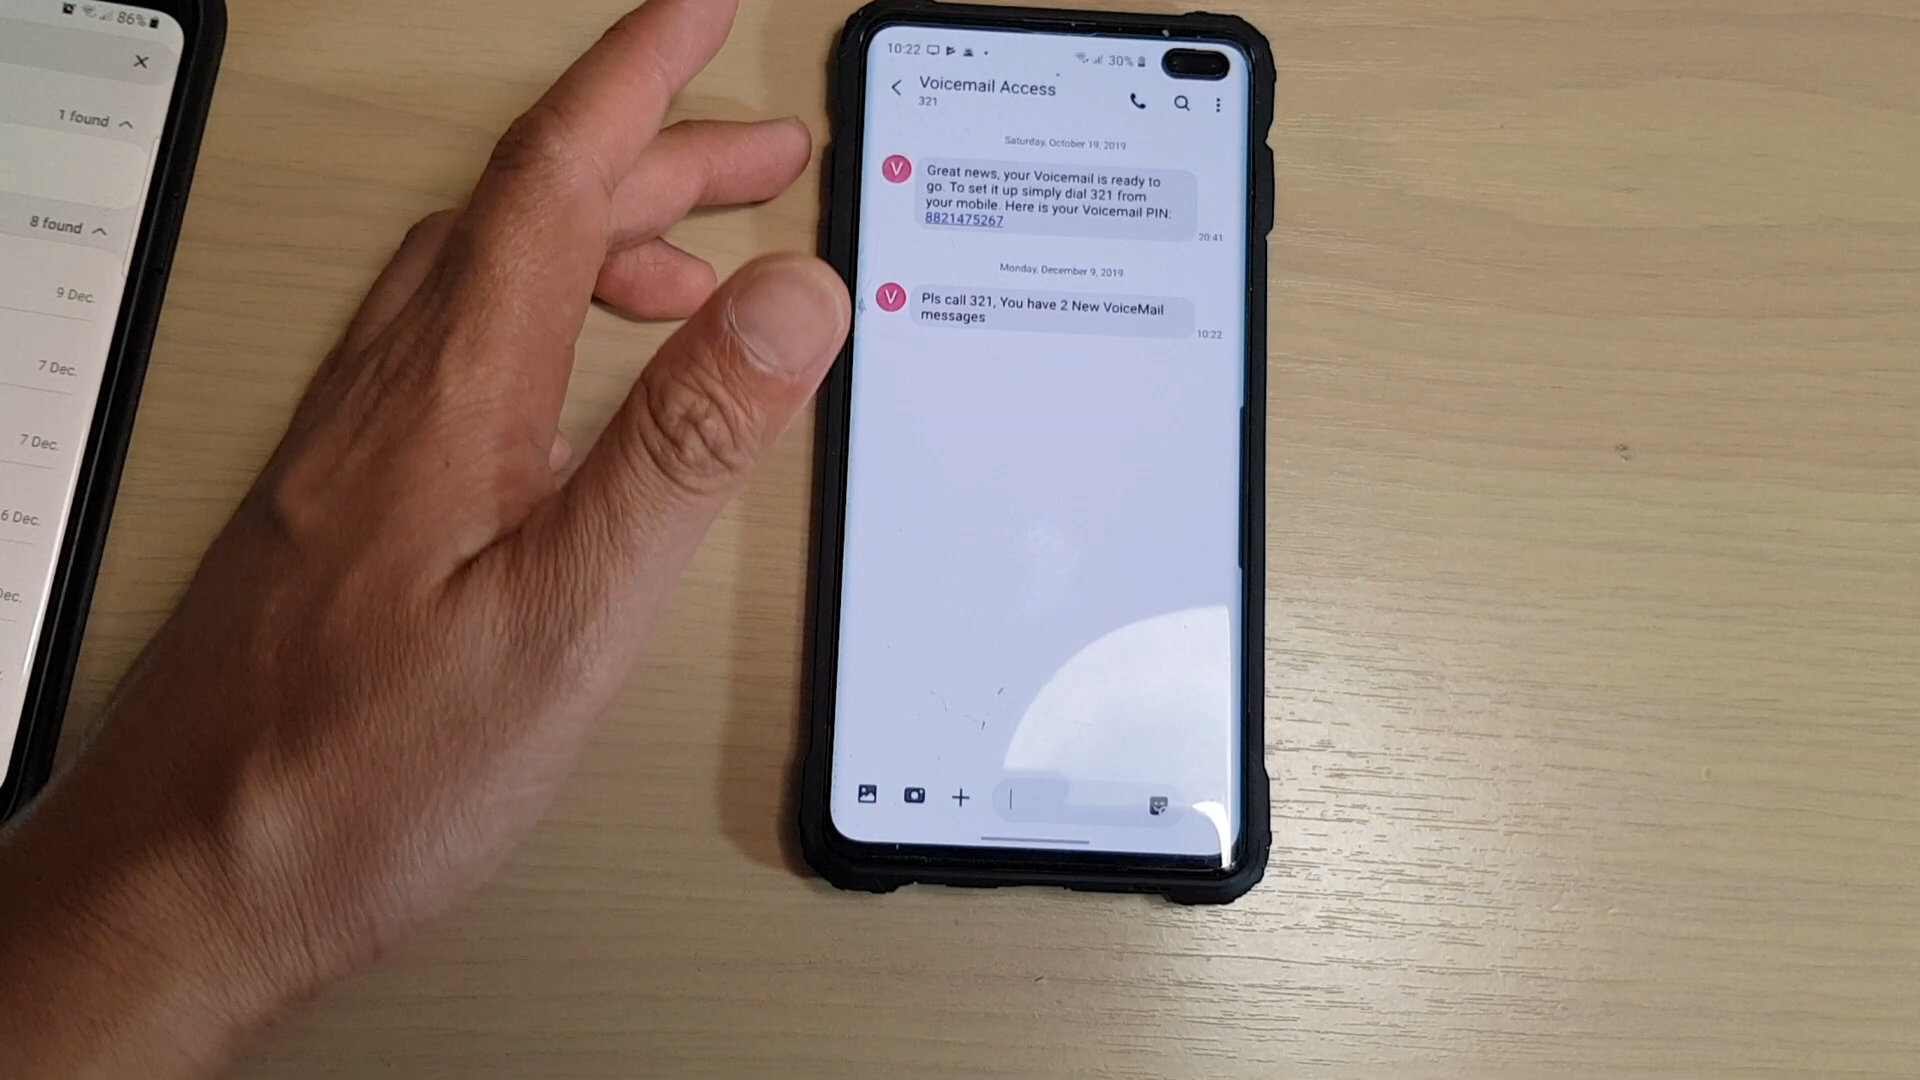 86%
1 found
8 found
9 Dec.
7 Dec.
7 Dec.
6 Dec.
Dec.
10:22
30%
Voicemail Access
321
Saturday, October 19, 2019
V
Great news, your Voicemail is ready to
go. To set it up simply dial 321 from
your mobile. Here is your Voicemail PIN:
8821475267
20:41
Monday, December 9, 2019
V
Pls call 321, You have 2 New VoiceMail
messages
10:22